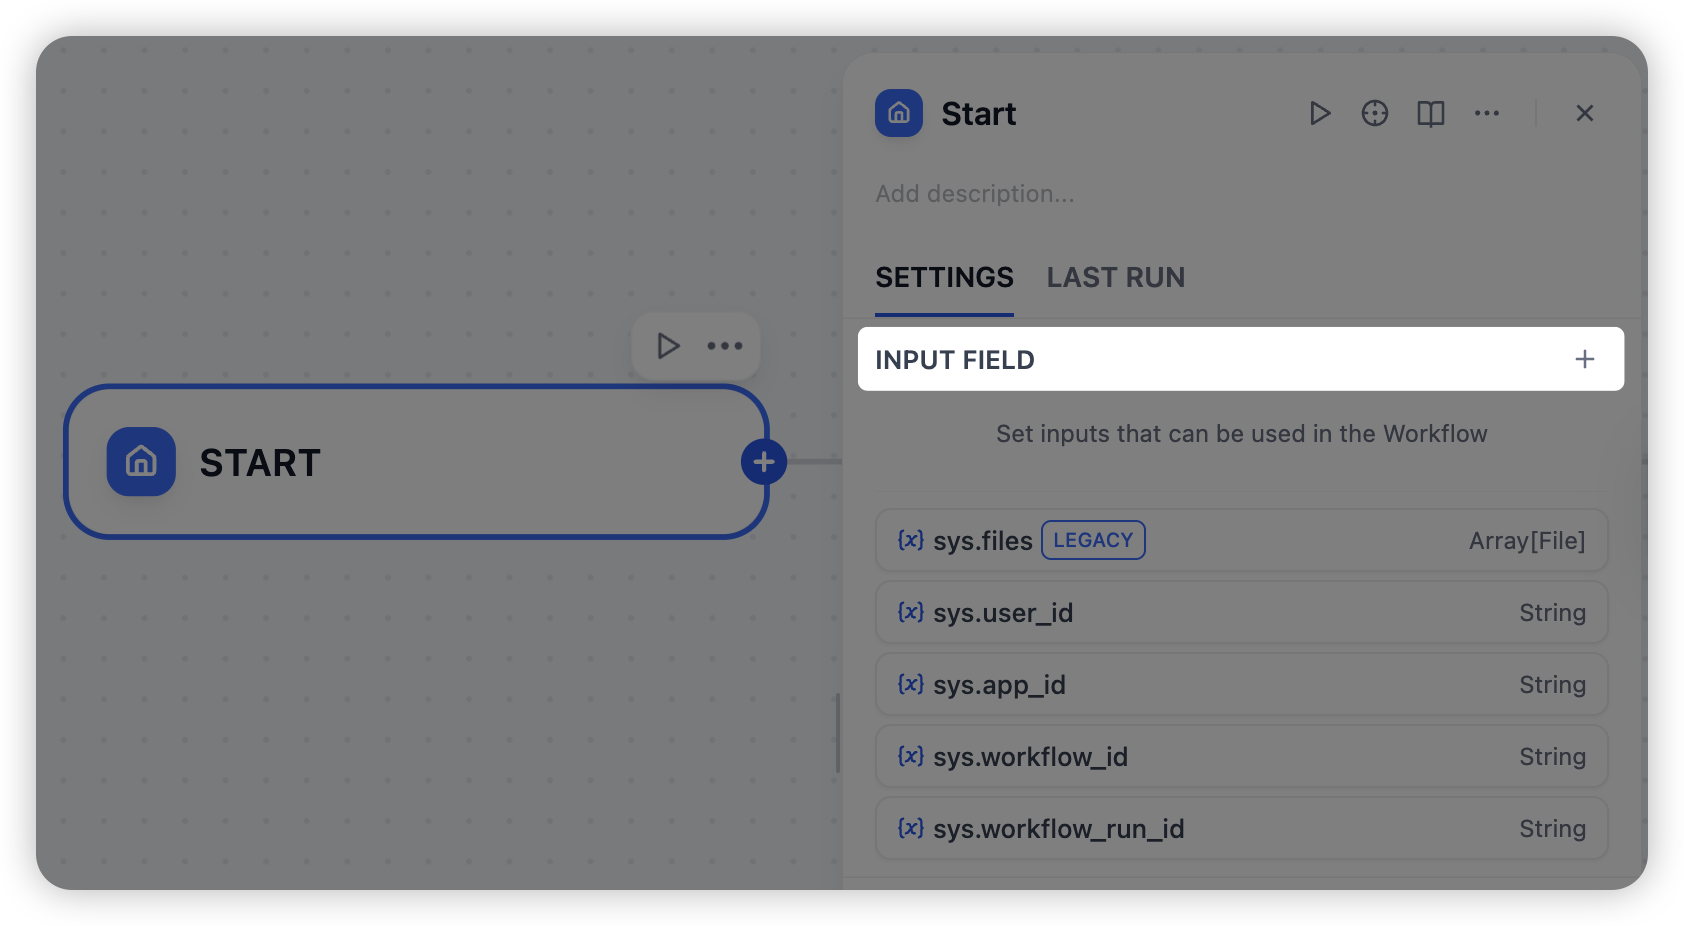 START
Start
Add description...
SETTINGS LAST RUN
INPUT FIELD
Set inputs that can be used in the Workflow
{x} sys.files LEGACY Array[File]
{x} sys.user_id String
{x} sys.app_id String
{x} sys.workflow_id String
{x} sys.workflow_run_id String